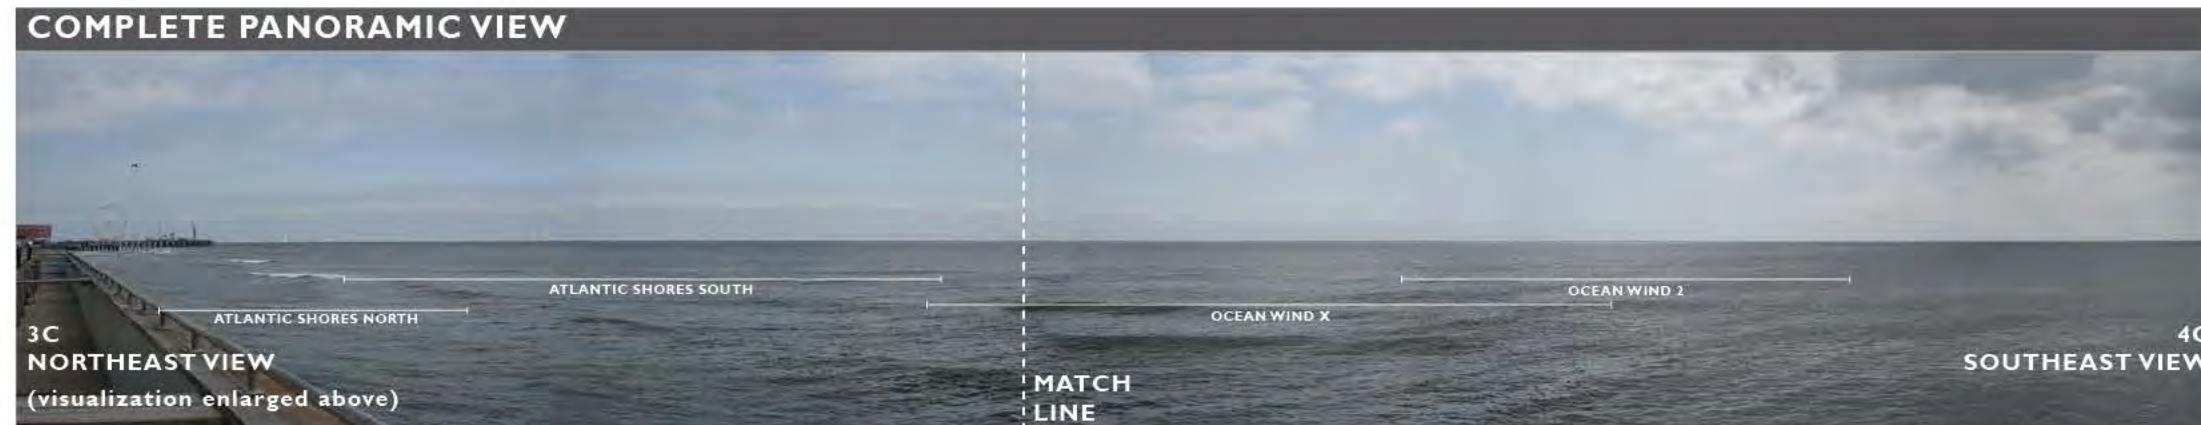 COMPLETE PANORAMIC VIEW
ATLANTIC SHORES SOUTH
OCEAN WIND 2
ATLANTIC SHORES NORTH
OCEAN WIND X
3C
NORTHEAST VIEW
(visualization enlarged above)
MATCH
LINE
SOUTHEAST VIEW